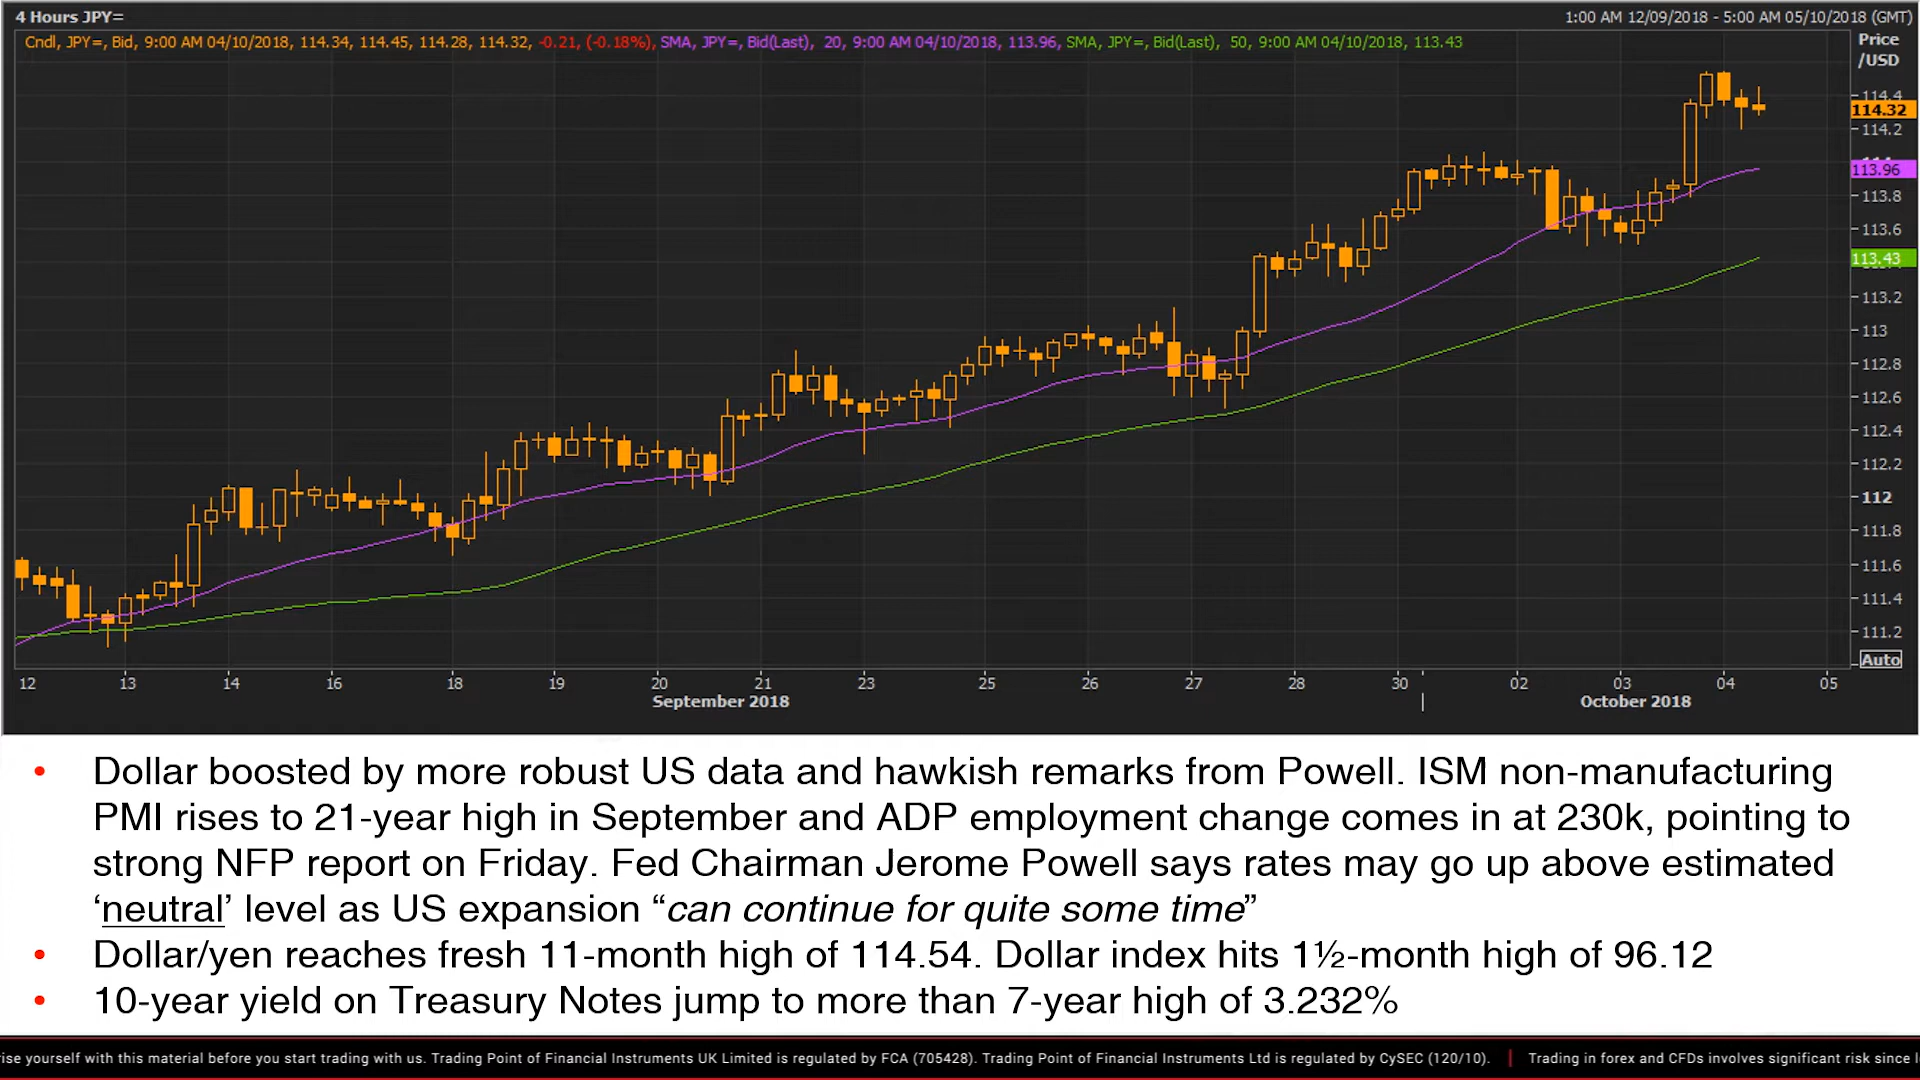 4 Hours JPY=
1:00 AM 12/09/2018 - 5:00 AM 05/10/2018 (GMT)
Cndl, JPY=, Bid, 9:00 AM 04/10/2018, 114.34, 114.45, 114.28, 114.32, -0.21, (-0.18%), SMA, JPY=, Bid(Last), 20, 9:00 AM 04/10/2018, 113.96, SMA, JPY=, Bid(Last), 50, 9:00 AM 04/10/2018, 113.43
Price
/USD
114.4
114.32
114.2
113.96
113.8
113.6
113.43
113.2
113
112.8
112.6
112.4
112.2
112
111.8
111.6
111.4
111.2
Auto
12 13 14 16 18 19 20 21 23 25 26 27 28 30 02 03 04 05
September 2018 | October 2018
• Dollar boosted by more robust US data and hawkish remarks from Powell. ISM non-manufacturing
PMI rises to 21-year high in September and ADP employment change comes in at 230k, pointing to
strong NFP report on Friday. Fed Chairman Jerome Powell says rates may go up above estimated
‘neutral’ level as US expansion “can continue for quite some time”
• Dollar/yen reaches fresh 11-month high of 114.54. Dollar index hits 1½-month high of 96.12
• 10-year yield on Treasury Notes jump to more than 7-year high of 3.232%
yourself with this material before you start trading with us. Trading Point of Financial Instruments UK Limited is regulated by FCA (705428). Trading Point of Financial Instruments Ltd is regulated by CySEC (120/10). | Trading in forex and CFDs involves significant risk since